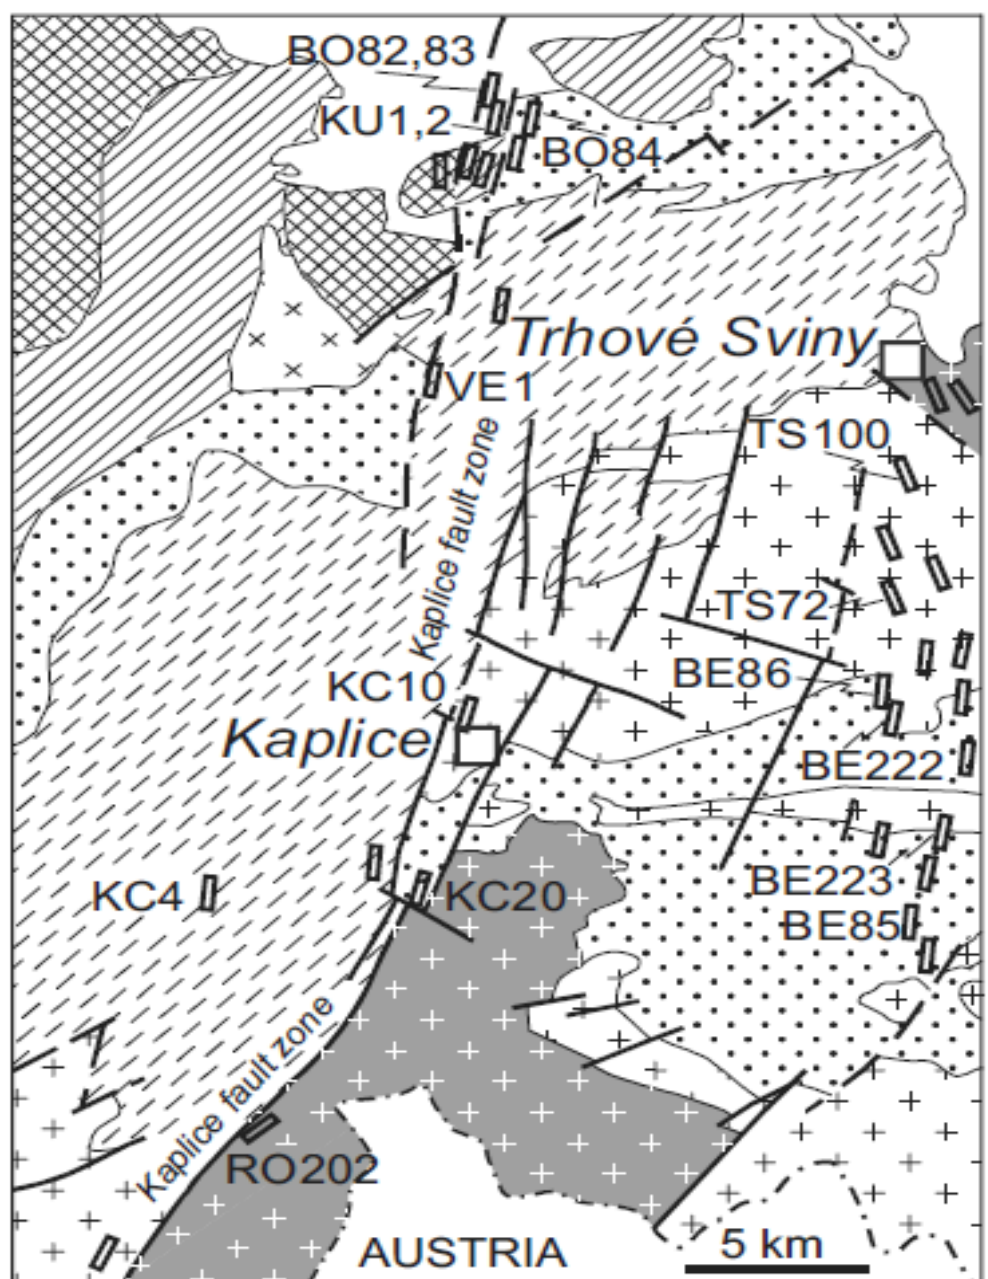 BO82,83
KU1,2
BO84
Trhové Sviny
VE1
TS100
Kaplice fault zone
TS72
BE86
KC10
Kaplice
BE222
BE223
KC4
KC20
BE85
Kaplice fault zone
RO202
AUSTRIA
5 km